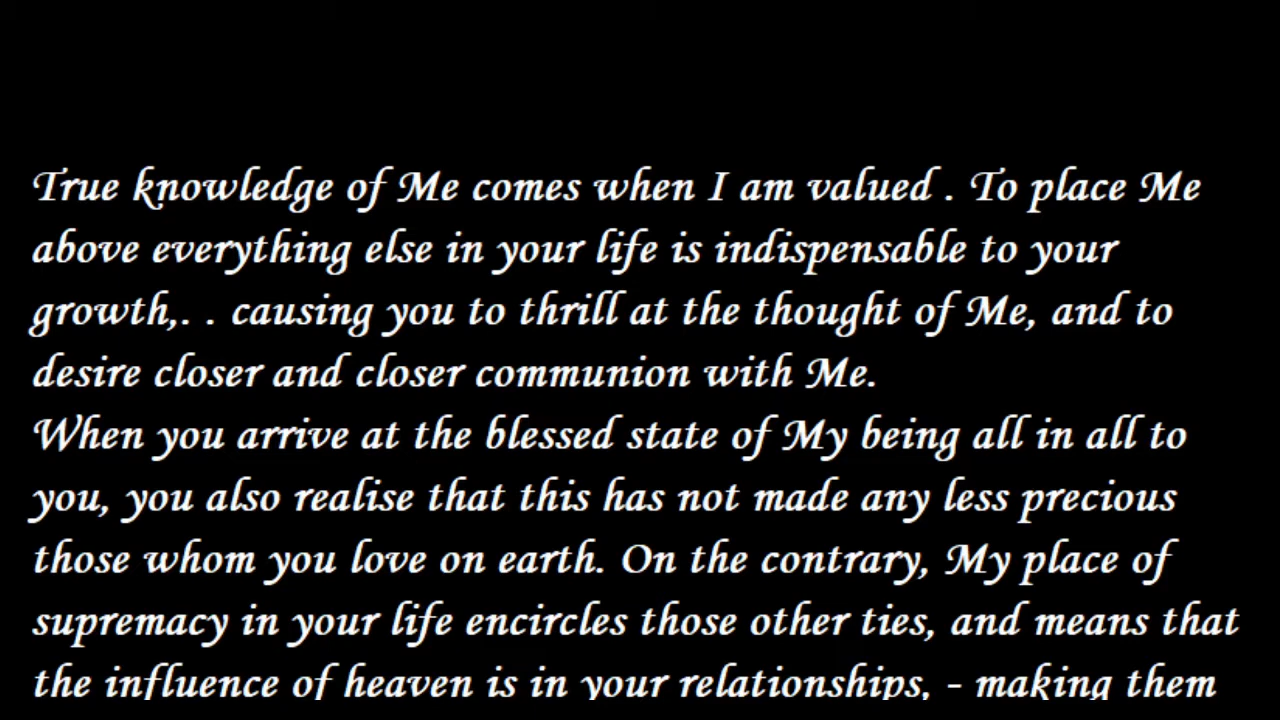 True knowledge of Me comes when I am valued . To place Me
above everything else in your life is indispensable to your
growth,. . causing you to thrill at the thought of Me, and to
desire closer and closer communion with Me.
When you arrive at the blessed state of My being all in all to
you, you also realise that this has not made any less precious
those whom you love on earth. On the contrary, My place of
supremacy in your life encircles those other ties, and means that
the influence of heaven is in your relationships, - making them